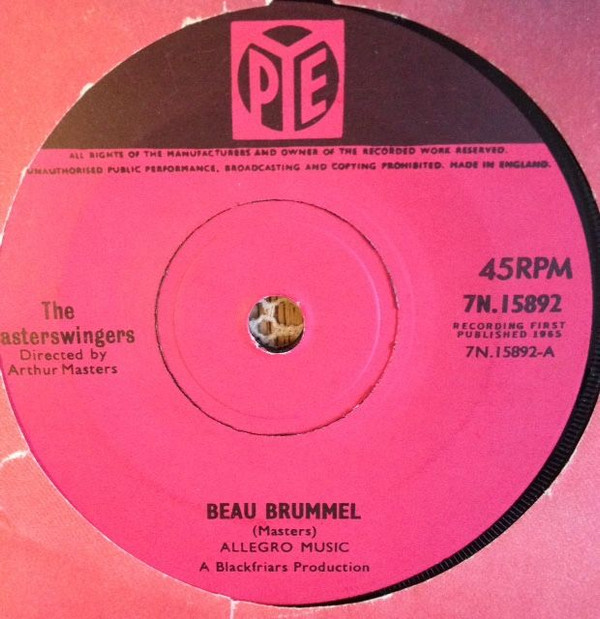 PYE
ALL RIGHTS OF THE MANUFACTURERS AND OWNER OF THE RECORDED WORK RESERVED.
UNAUTHORISED PUBLIC PERFORMANCE, BROADCASTING AND COPYING PROHIBITED. MADE IN ENGLAND.
45RPM
7N.15892
RECORDING FIRST
PUBLISHED 1965
7N.15892-A
The
asterswingers
Directed by
Arthur Masters
BEAU BRUMMEL
(Masters)
ALLEGRO MUSIC
A Blackfriars Production